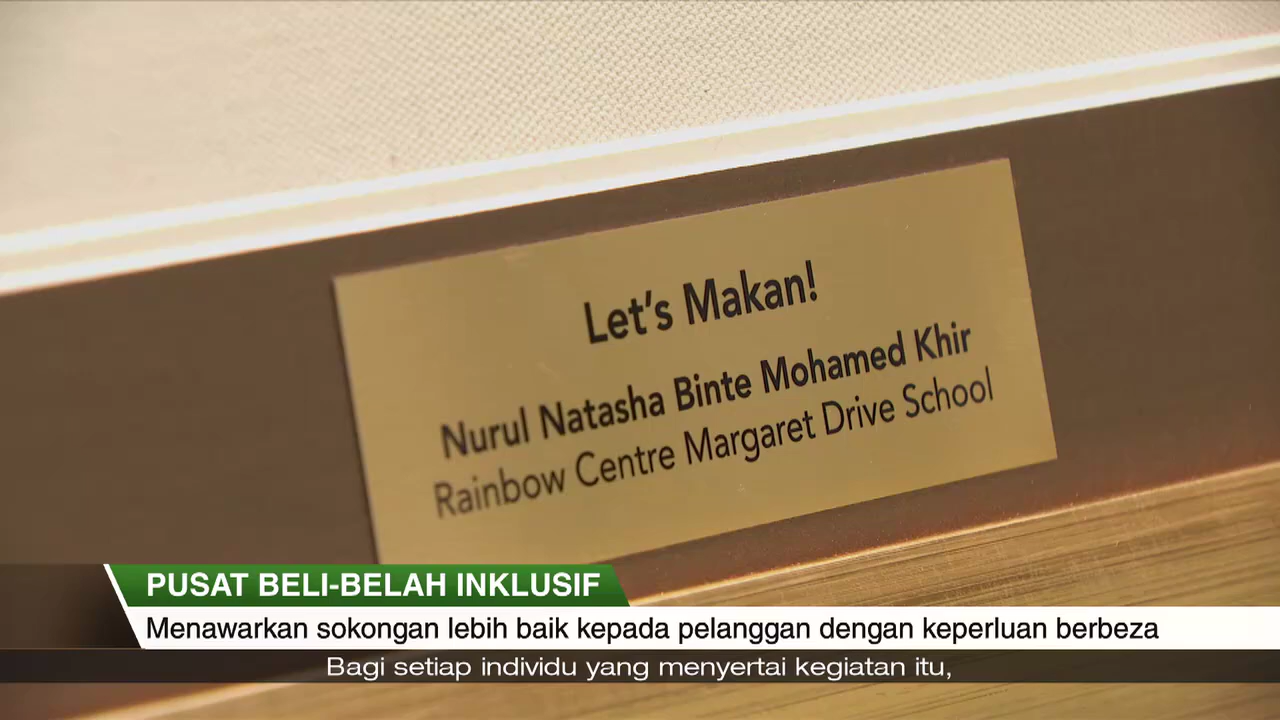 Let's Makan!
Nurul Natasha Binte Mohamed Khir
Rainbow Centre Margaret Drive School
PUSAT BELI-BELAH INKLUSIF
Menawarkan sokongan lebih baik kepada pelanggan dengan keperluan berbeza
Bagi setiap individu yang menyertai kegiatan itu,